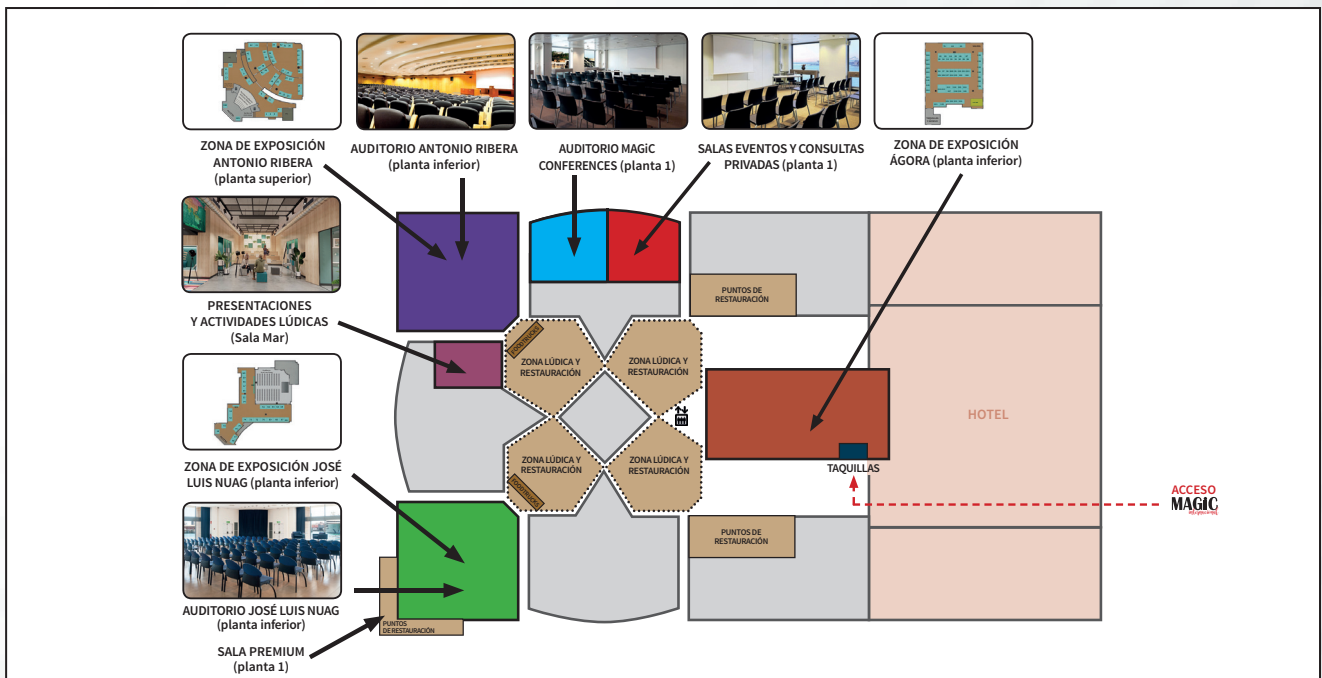 ZONA DE EXPOSICIÓN
ANTONIO RIBERA
(planta superior)
AUDITORIO ANTONIO RIBERA
(planta inferior)
AUDITORIO MAGiC
CONFERENCES (planta 1)
SALAS EVENTOS Y CONSULTAS
PRIVADAS (planta 1)
ZONA DE EXPOSICIÓN
ÁGORA (planta inferior)
PRESENTACIONES
Y ACTIVIDADES LÚDICAS
(Sala Mar)
PUNTOS DE
RESTAURACIÓN
FOODTRUCKS
ZONA LÚDICA Y
RESTAURACIÓN
ZONA LÚDICA Y
RESTAURACIÓN
HOTEL
ZONA DE EXPOSICIÓN JOSÉ
LUIS NUAG (planta inferior)
ZONA LÚDICA Y
RESTAURACIÓN
FOODTRUCKS
ZONA LÚDICA Y
RESTAURACIÓN
TAQUILLAS
ACCESO
MAGiC
PUNTOS DE
RESTAURACIÓN
AUDITORIO JOSÉ LUIS NUAG
(planta inferior)
PUNTOS
DE RESTAURACIÓN
SALA PREMIUM
(planta 1)